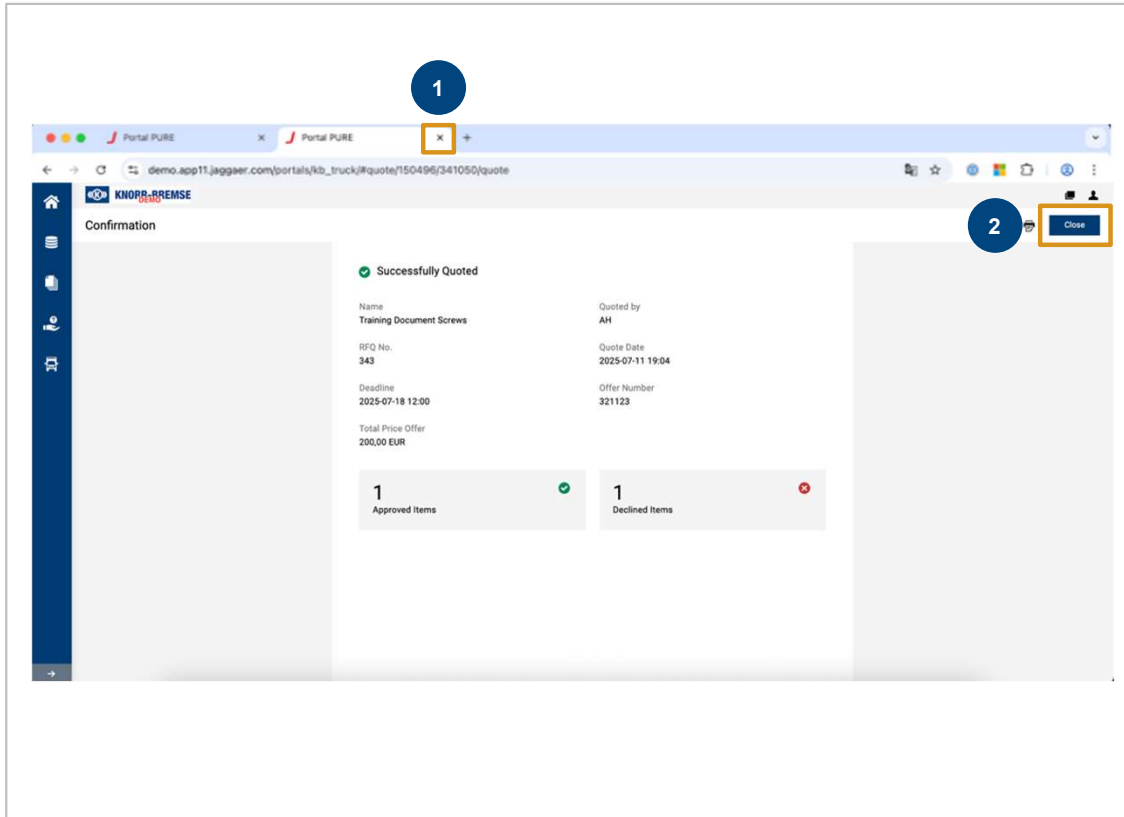 1
Portal PURE
Portal PURE
demo.app11.jaggaer.com/portals/kb_truck/#quote/150496/341050/quote
KNORR-BREMSE
DEMO
Confirmation
2
Close
Successfully Quoted
Name
Training Document Screws
Quoted by
AH
RFQ No.
343
Quote Date
2025-07-11 19:04
Deadline
2025-07-18 12:00
Offer Number
321123
Total Price Offer
200,00 EUR
1
Approved Items
1
Declined Items